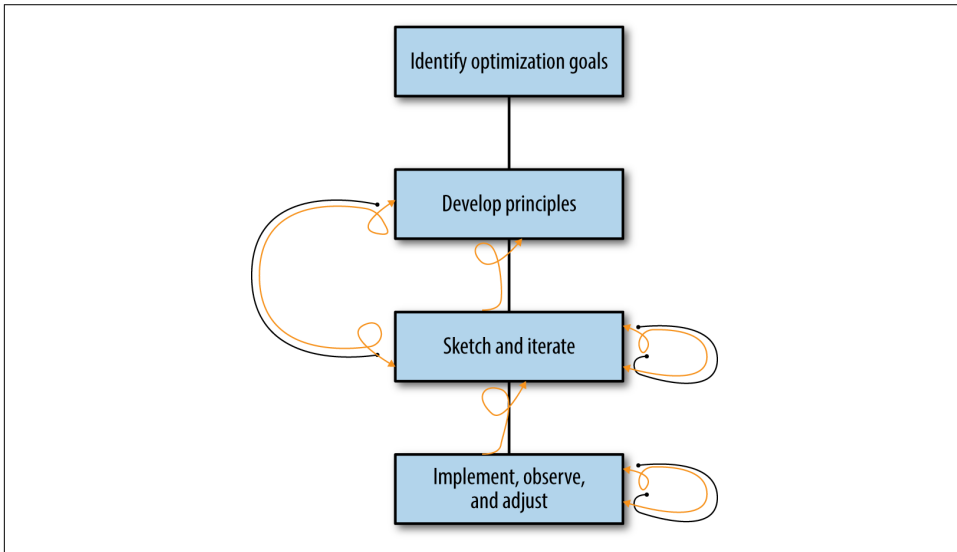 Identify optimization goals
Develop principles
Sketch and iterate
Implement, observe,
and adjust